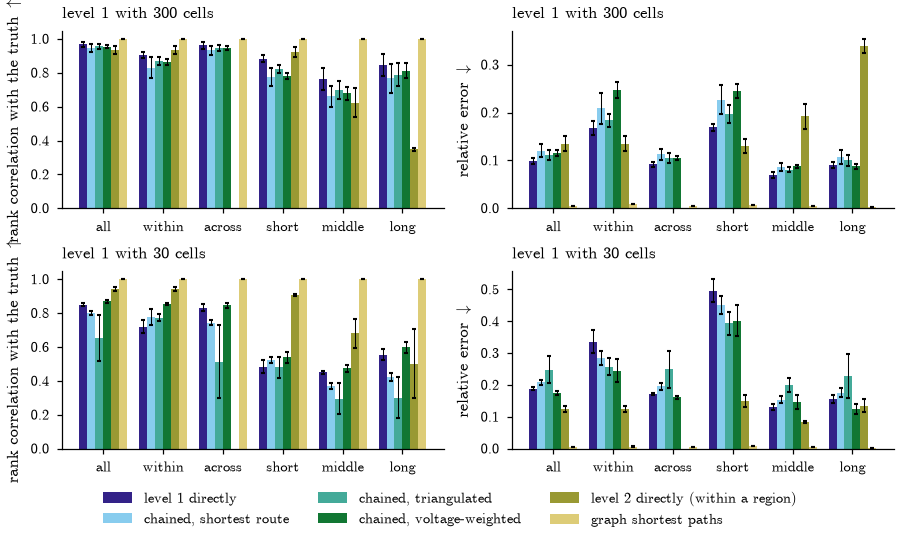 level 1 with 300 cells
rank correlation with the truth ↑
1.0
0.8
0.6
0.4
0.2
0.0
all within across short middle long
level 1 with 300 cells
relative error ↓
0.3
0.2
0.1
0.0
all within across short middle long
level 1 with 30 cells
rank correlation with the truth ↑
1.0
0.8
0.6
0.4
0.2
0.0
all within across short middle long
level 1 with 30 cells
relative error ↓
0.5
0.4
0.3
0.2
0.1
0.0
all within across short middle long
level 1 directly
chained, shortest route
chained, triangulated
chained, voltage-weighted
level 2 directly (within a region)
graph shortest paths